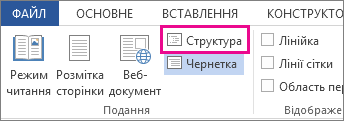 ФАЙЛ ОСНОВНЕ ВСТАВЛЕННЯ КОНСТРУКТО
Режим читання
Розмітка сторінки
Веб-документ
Структура
Чернетка
Подання
Лінійка
Лінії сітки
Область пер
Відображе